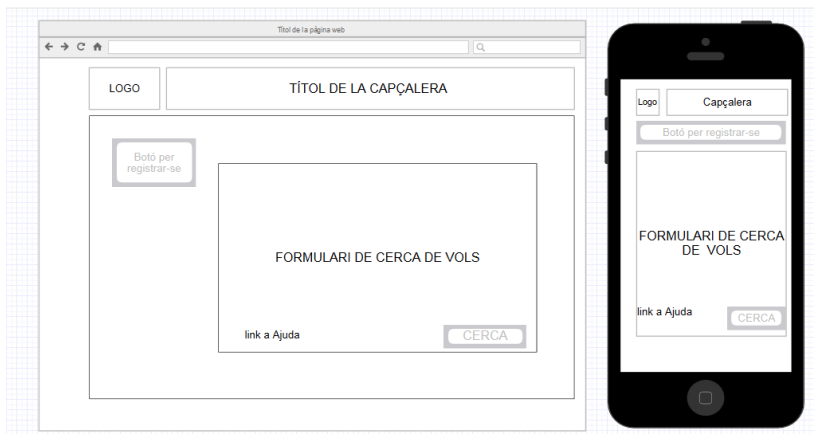 Títol de la página web
LOGO
TÍTOL DE LA CAPÇALERA
Botó per
registrar-se
FORMULARI DE CERCA DE VOLS
link a Ajuda
CERCA
Logo
Capçalera
Botó per registrar-se
FORMULARI DE CERCA
DE VOLS
link a Ajuda
CERCA